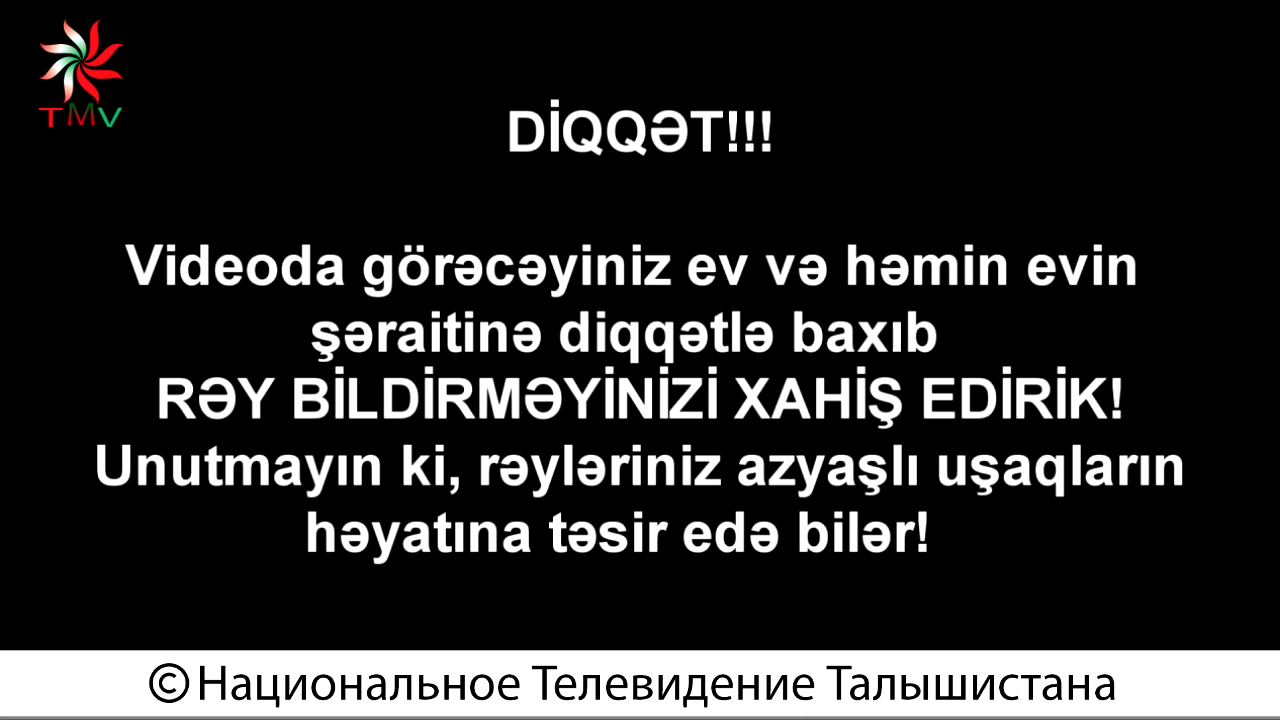 TMV
DİQQƏT!!!
Videoda görəcəyiniz ev və həmin evin
şəraitinə diqqətlə baxıb
RƏY BİLDİRMƏYİNİZİ XAHİŞ EDİRİK!
Unutmayın ki, rəyləriniz azyaşlı uşaqların
həyatına təsir edə bilər!
©Национальное Телевидение Талышистана